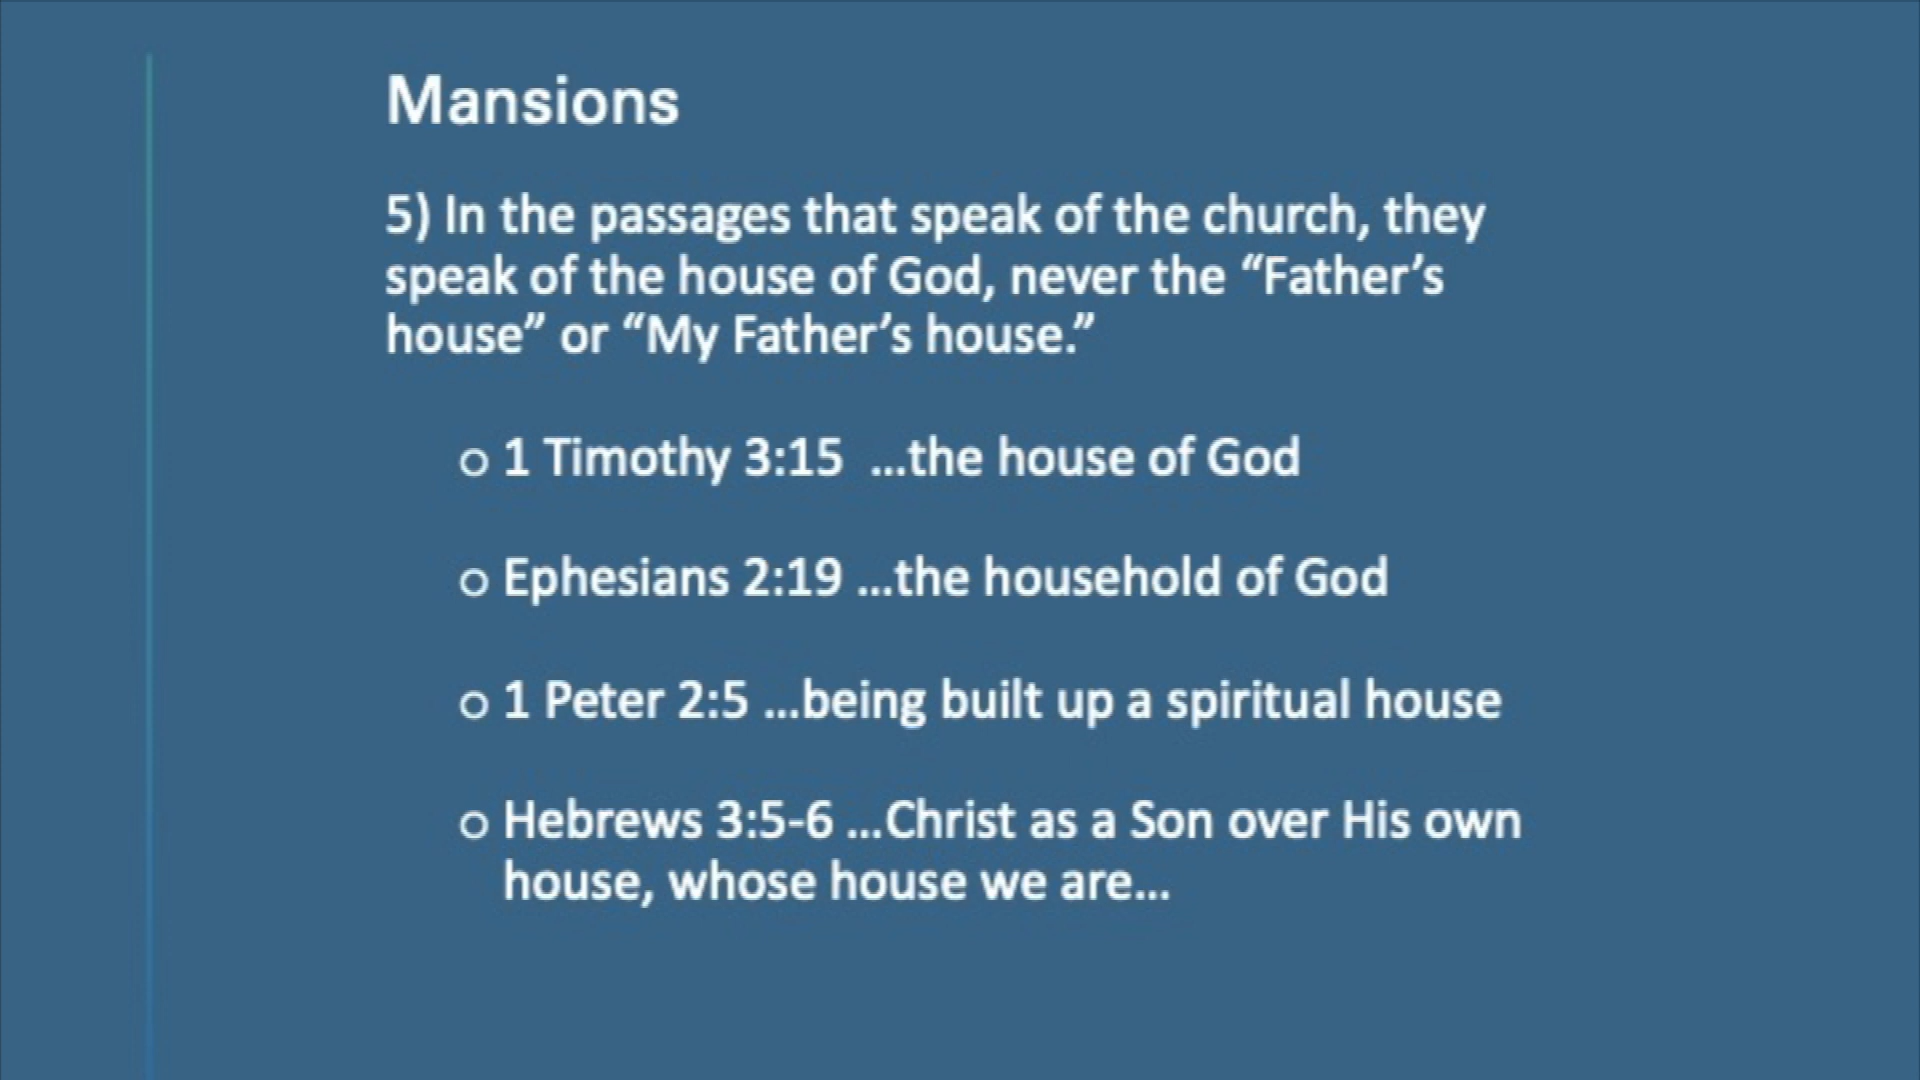 Mansions
5) In the passages that speak of the church, they
speak of the house of God, never the “Father’s
house” or “My Father’s house.”
o 1 Timothy 3:15  ...the house of God
o Ephesians 2:19 ...the household of God
o 1 Peter 2:5 ...being built up a spiritual house
o Hebrews 3:5-6 ...Christ as a Son over His own
house, whose house we are...